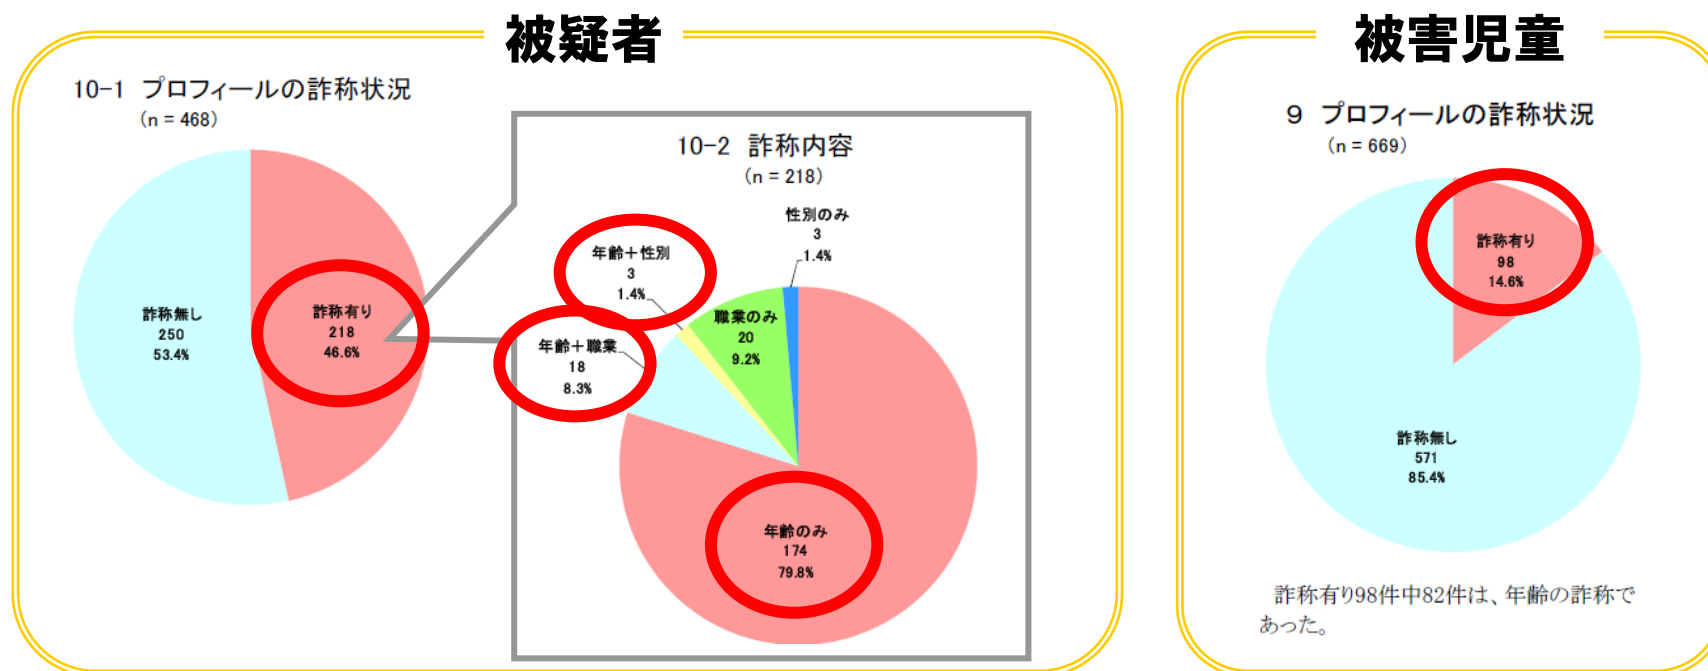 被疑者
10-1 プロフィールの詐称状況
(n = 468)
詐称無し
250
53.4%
詐称有り
218
46.6%
10-2 詐称内容
(n = 218)
性別のみ
3
1.4%
年齢＋性別
3
1.4%
職業のみ
20
9.2%
年齢＋職業
18
8.3%
年齢のみ
174
79.8%
被害児童
9 プロフィールの詐称状況
(n = 669)
詐称有り
98
14.6%
詐称無し
571
85.4%
詐称有り98件中82件は、年齢の詐称で
あった。